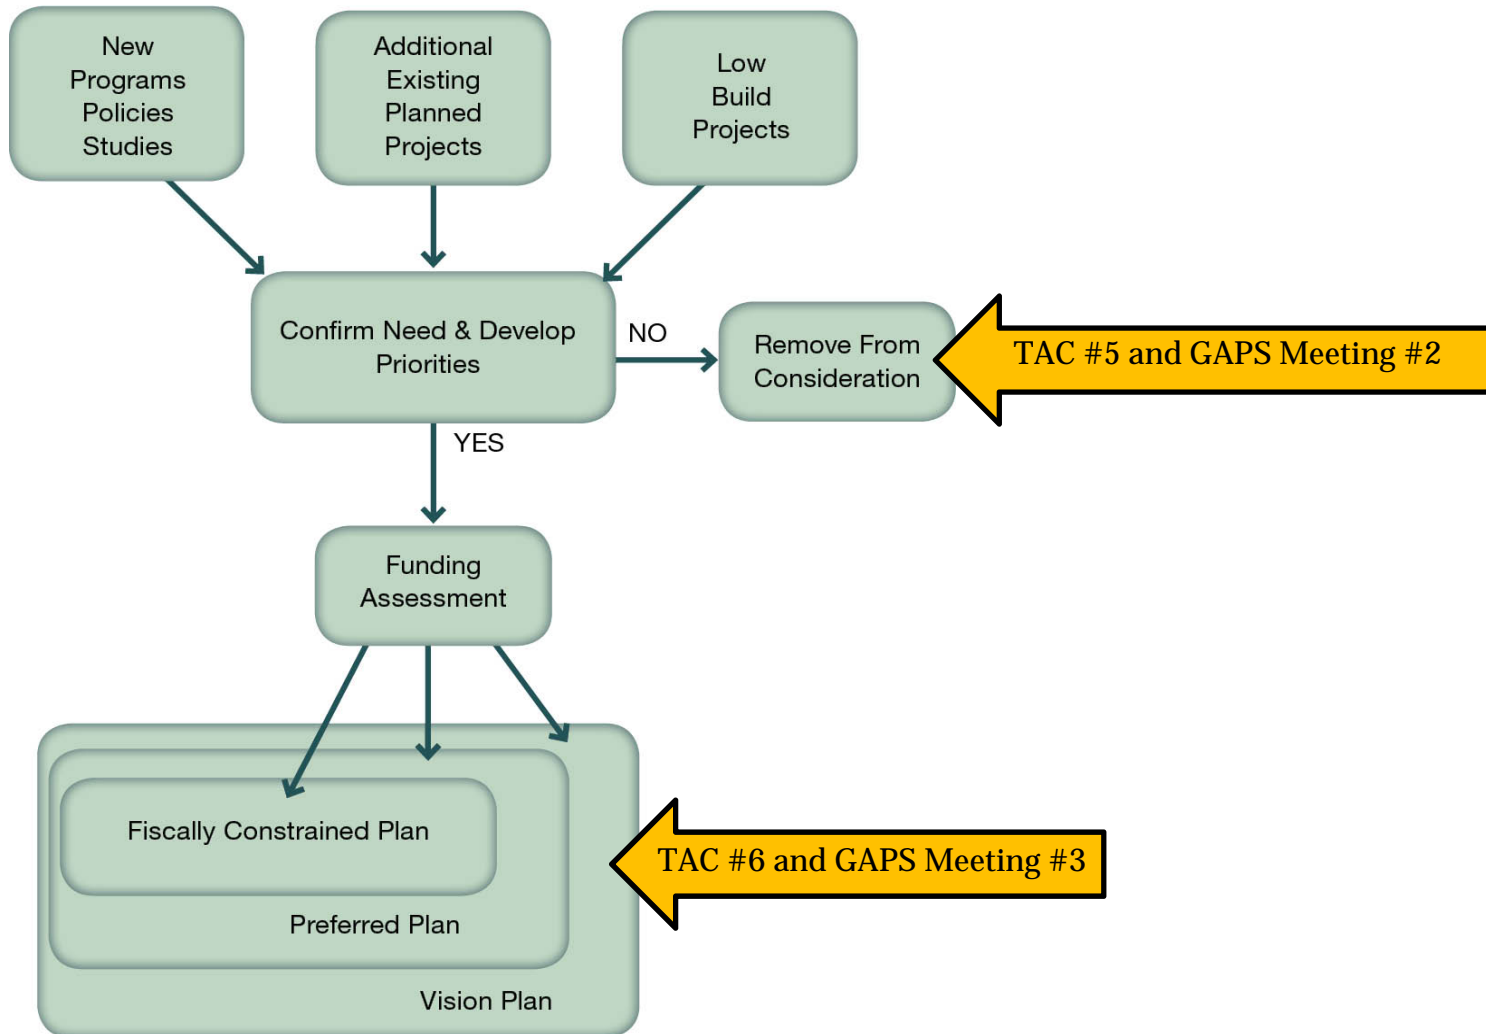 New
Programs
Policies
Studies
Additional
Existing
Planned
Projects
Low
Build
Projects
Confirm Need & Develop
Priorities
NO
Remove From
Consideration
TAC #5 and GAPS Meeting #2
YES
Funding
Assessment
Fiscally Constrained Plan
TAC #6 and GAPS Meeting #3
Preferred Plan
Vision Plan